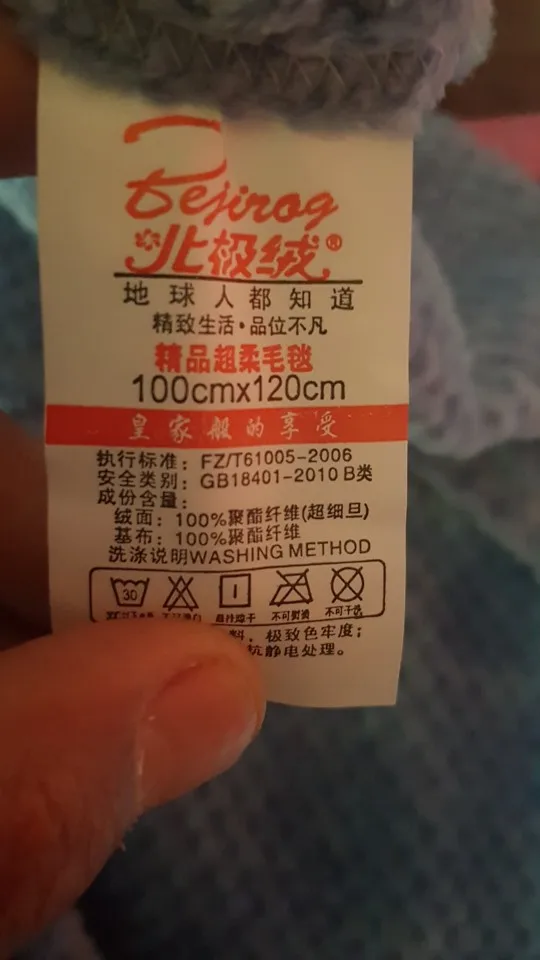 Bejirog
北极绒®
地球人都知道
精致生活·品位不凡
精品超柔毛毯
100cmx120cm
皇家般的享受
执行标准：FZ/T61005-2006
安全类别：GB18401-2010 B类
成份含量：
绒面：100%聚酯纤维(超细旦)
基布：100%聚酯纤维
洗涤说明WASHING METHOD
30
不可熨烫 不可干洗
料，极致色牢度；
抗静电处理。